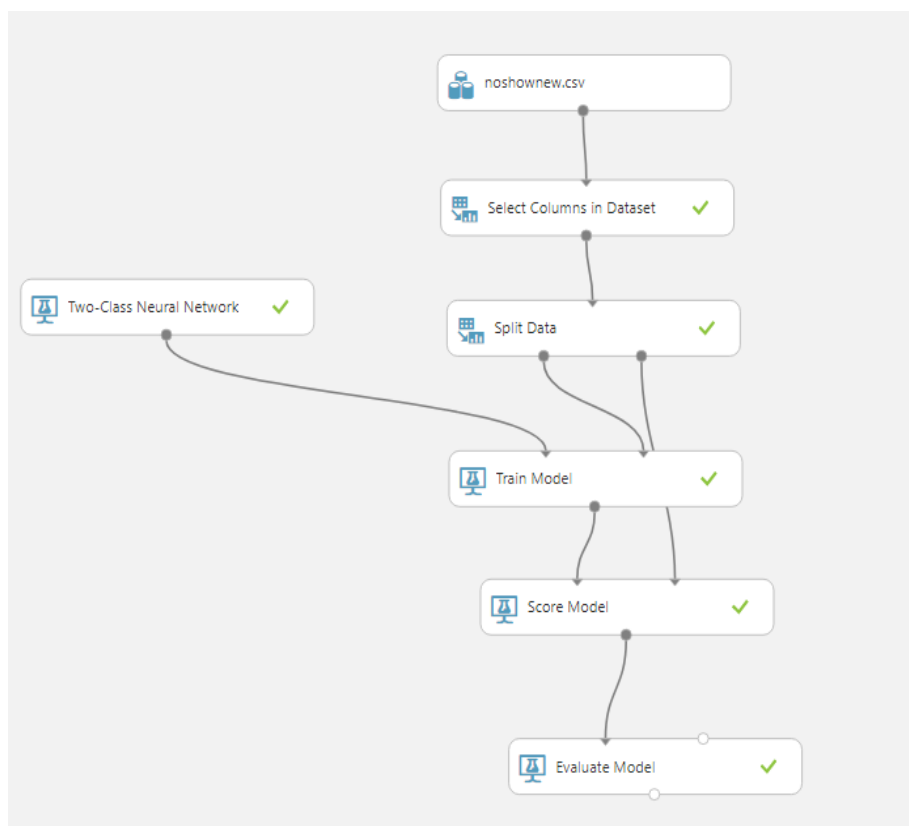 noshownew.csv
Select Columns in Dataset
Two-Class Neural Network
Split Data
Train Model
Score Model
Evaluate Model